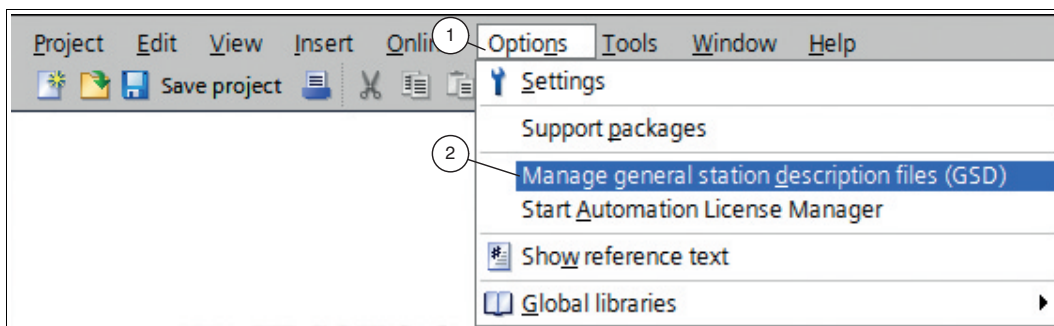 Project Edit View Insert Onli 1 Options Tools Window Help
Save project
Settings
Support packages
2
Manage general station description files (GSD)
Start Automation License Manager
Show reference text
Global libraries